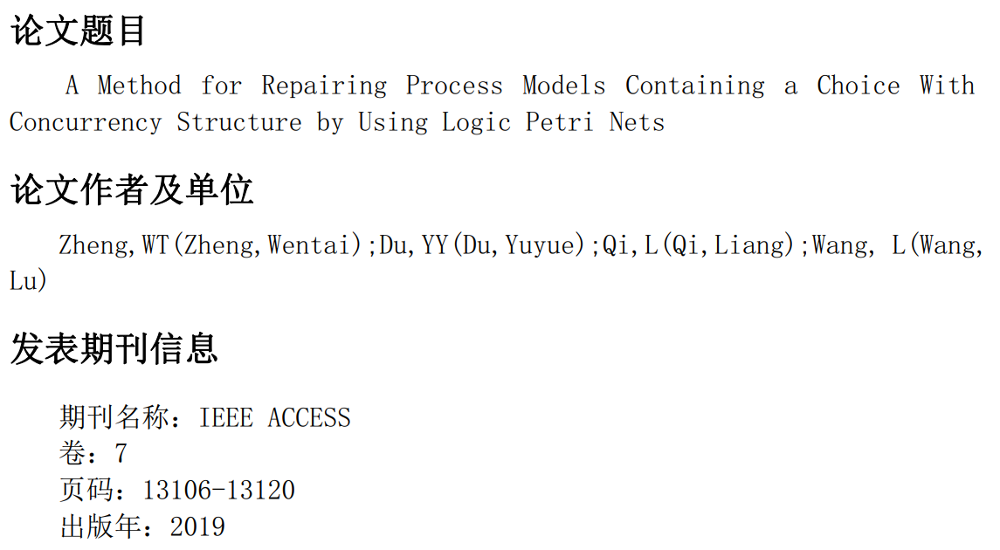 论文题目
A Method for Repairing Process Models Containing a Choice With
Concurrency Structure by Using Logic Petri Nets
论文作者及单位
Zheng,WT(Zheng,Wentai);Du,YY(Du,Yuyue);Qi,L(Qi,Liang);Wang, L(Wang,
Lu)
发表期刊信息
期刊名称：IEEE ACCESS
卷：7
页码：13106-13120
出版年：2019